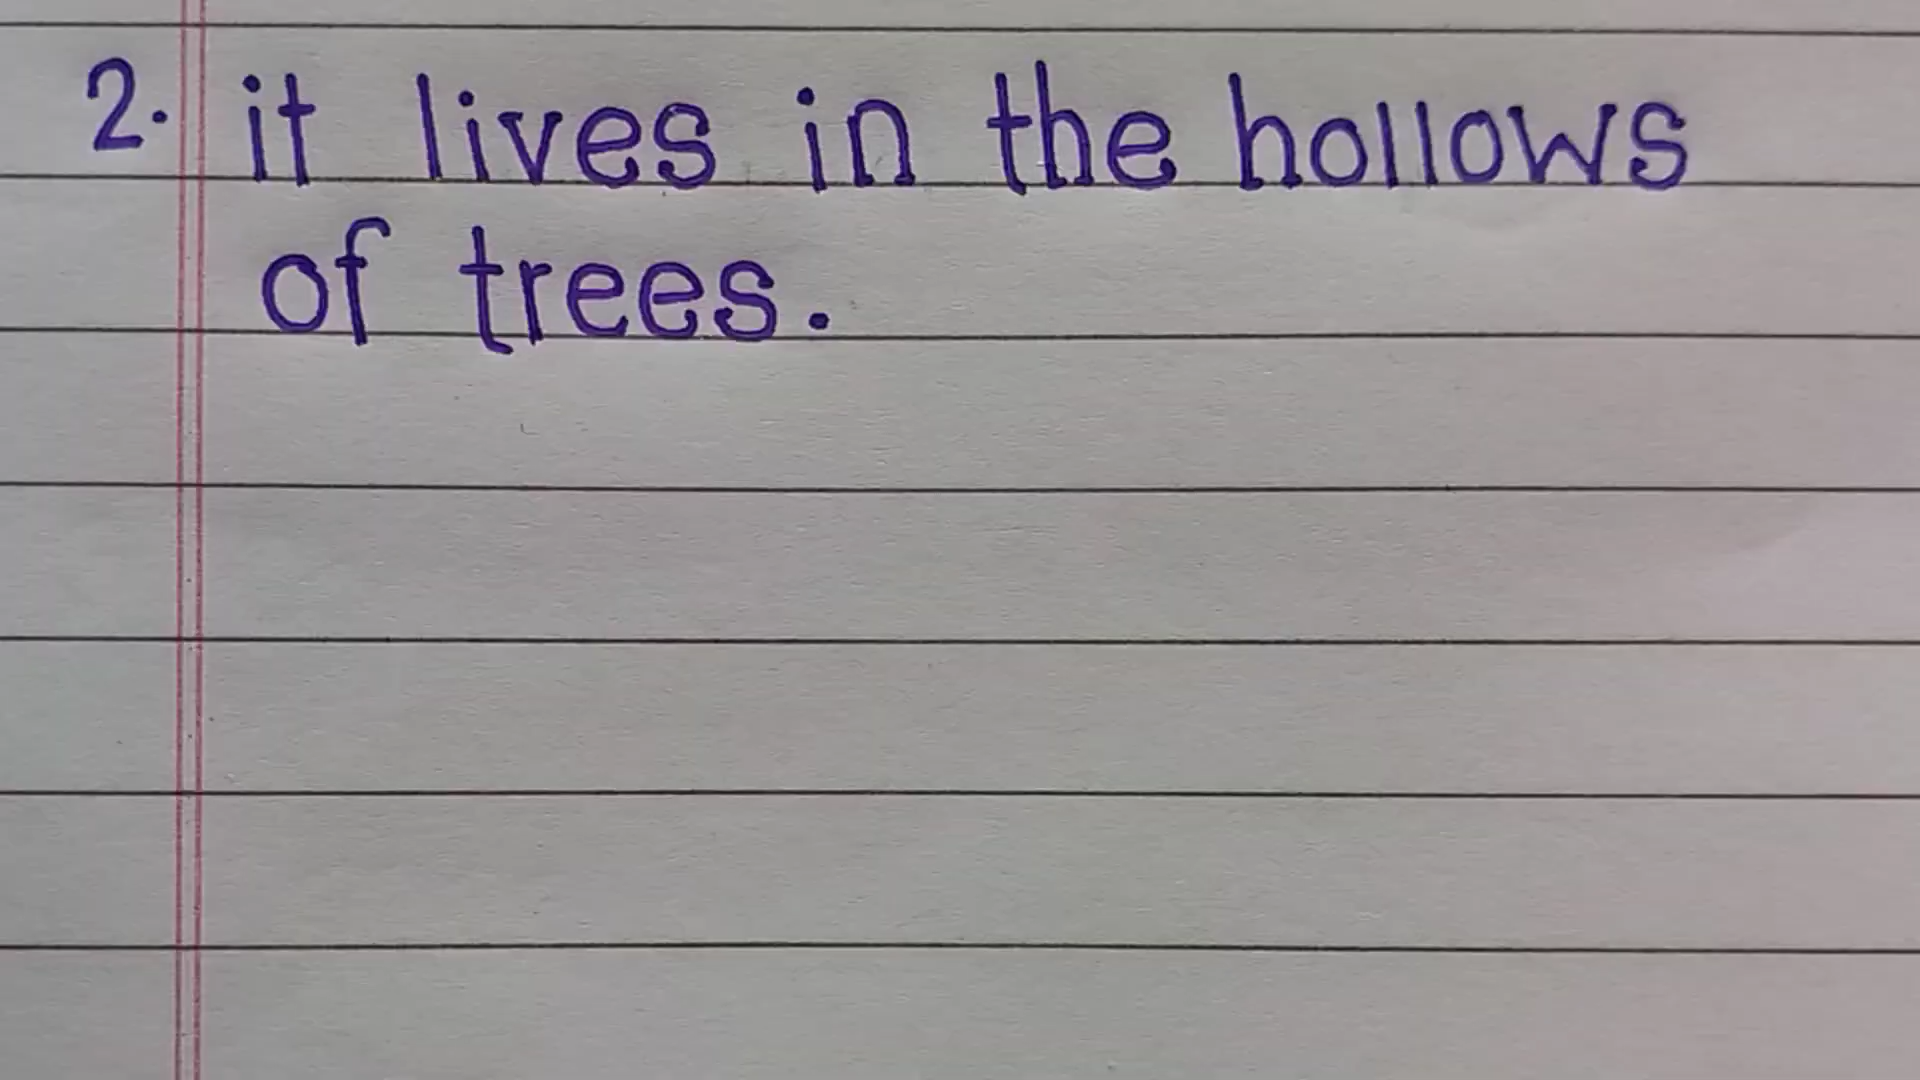 2. it lives in the hollows
of trees.